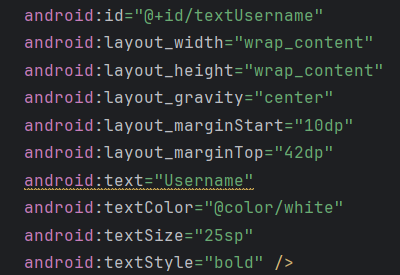 android:id="@+id/textUsername"
android:layout_width="wrap_content"
android:layout_height="wrap_content"
android:layout_gravity="center"
android:layout_marginStart="10dp"
android:layout_marginTop="42dp"
android:text="Username"
android:textColor="@color/white"
android:textSize="25sp"
android:textStyle="bold" />